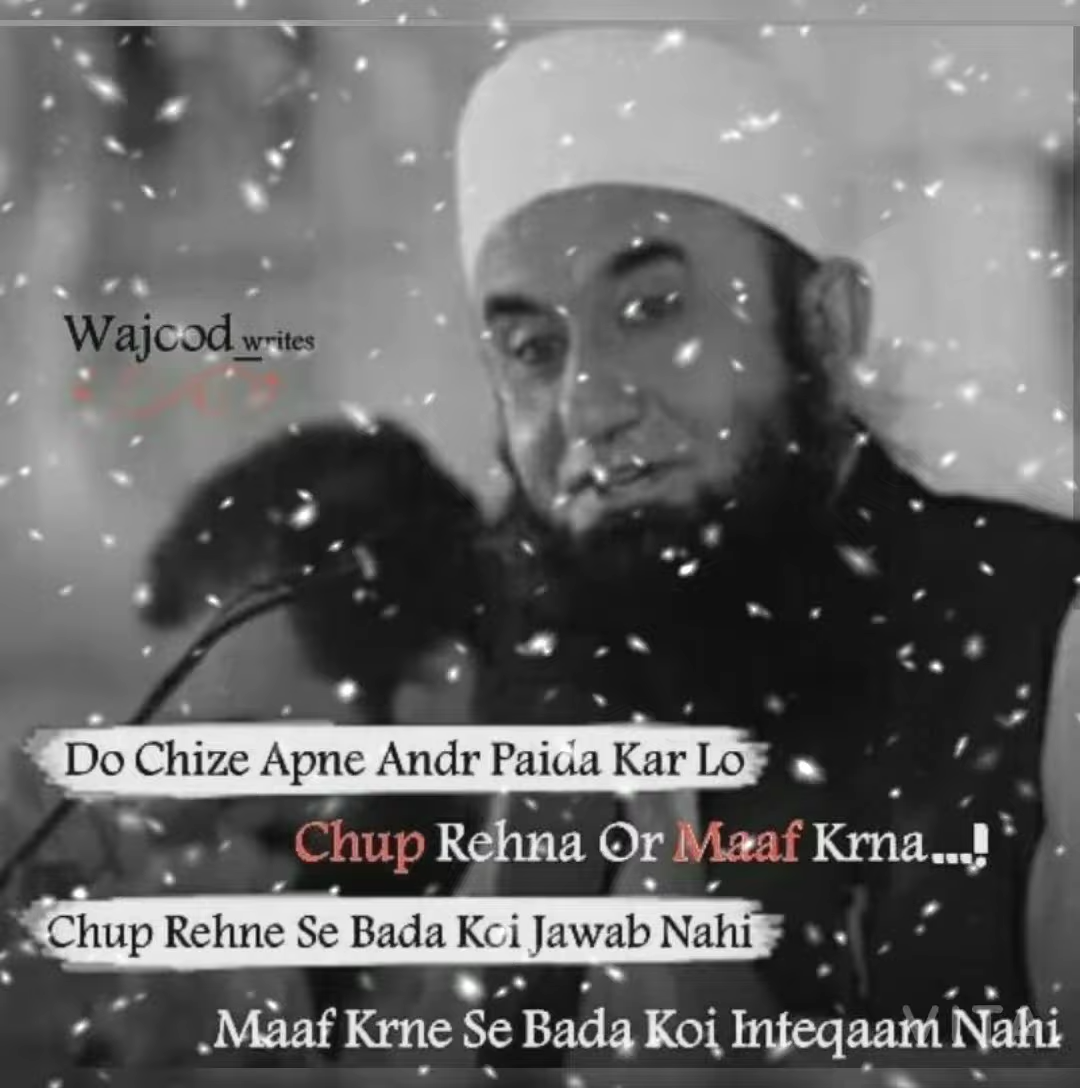 Wajood_writes
Do Chize Apne Andr Paida Kar Lo
Chup Rehna Or Maaf Krna...!
Chup Rehne Se Bada Koi Jawab Nahi
Maaf Krne Se Bada Koi Inteqaam Nahi
VITA